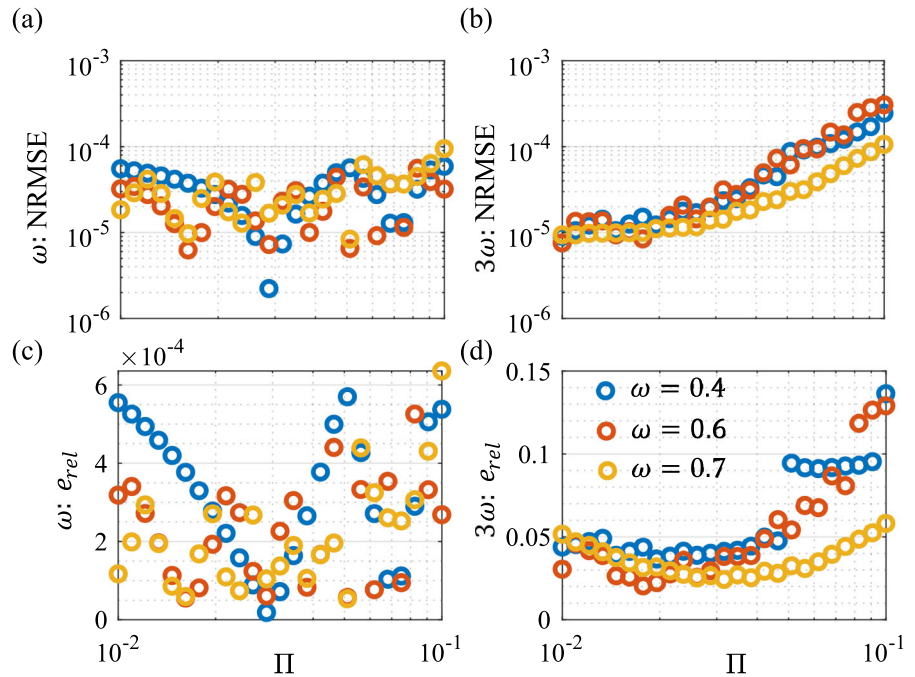 (a)
(b)
10⁻³
10⁻⁴
10⁻⁵
10⁻⁶
ω: NRMSE
10⁻³
10⁻⁴
10⁻⁵
10⁻⁶
3ω: NRMSE
(c)
×10⁻⁴
(d)
6
4
2
0
ω: e_rel
10⁻²
Π
10⁻¹
0.15
0.1
0.05
0
3ω: e_rel
ω = 0.4
ω = 0.6
ω = 0.7
10⁻²
Π
10⁻¹